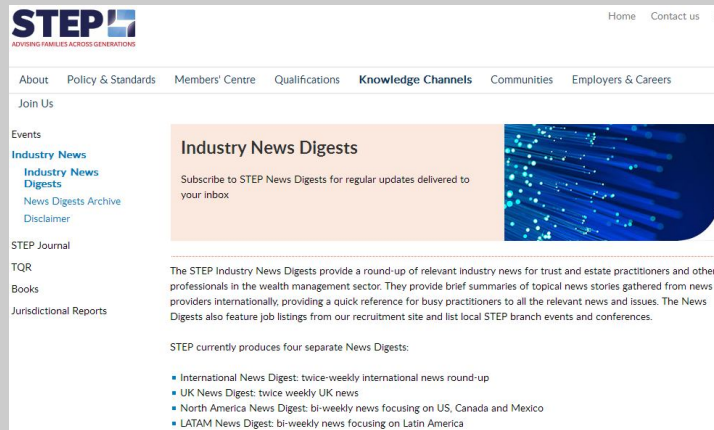 STEP
ADVISING FAMILIES ACROSS GENERATIONS
Home Contact us
About Policy & Standards Members' Centre Qualifications Knowledge Channels Communities Employers & Careers
Join Us
Events
Industry News
Industry News
Digests
News Digests Archive
Disclaimer
STEP Journal
TQR
Books
Jurisdictional Reports
Industry News Digests
Subscribe to STEP News Digests for regular updates delivered to
your inbox
The STEP Industry News Digests provide a round-up of relevant industry news for trust and estate practitioners and other
professionals in the wealth management sector. They provide brief summaries of topical news stories gathered from news
providers internationally, providing a quick reference for busy practitioners to all the relevant news and issues. The News
Digests also feature job listings from our recruitment site and list local STEP branch events and conferences.
STEP currently produces four separate News Digests:
International News Digest: twice-weekly international news round-up
UK News Digest: twice weekly UK news
North America News Digest: bi-weekly news focusing on US, Canada and Mexico
LATAM News Digest: bi-weekly news focusing on Latin America